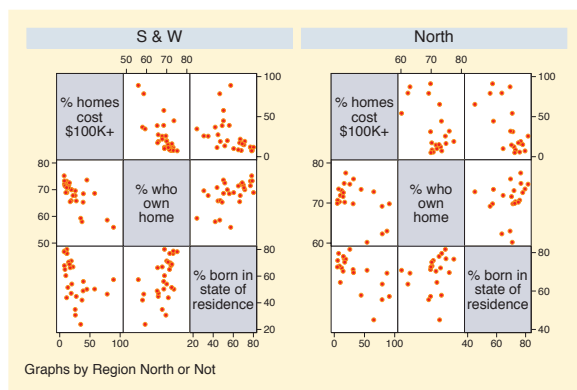 S & W
North
50 60 70 80
60 70 80
% homes
cost
$100K+
100
50
0
% homes
cost
$100K+
100
50
0
80
70
60
50
% who
own
home
80
70
60
% who
own
home
% born in
state of
residence
80
60
40
20
% born in
state of
residence
80
60
40
0 50 100
20 40 60 80
0 50 100
40 60 80
Graphs by Region North or Not